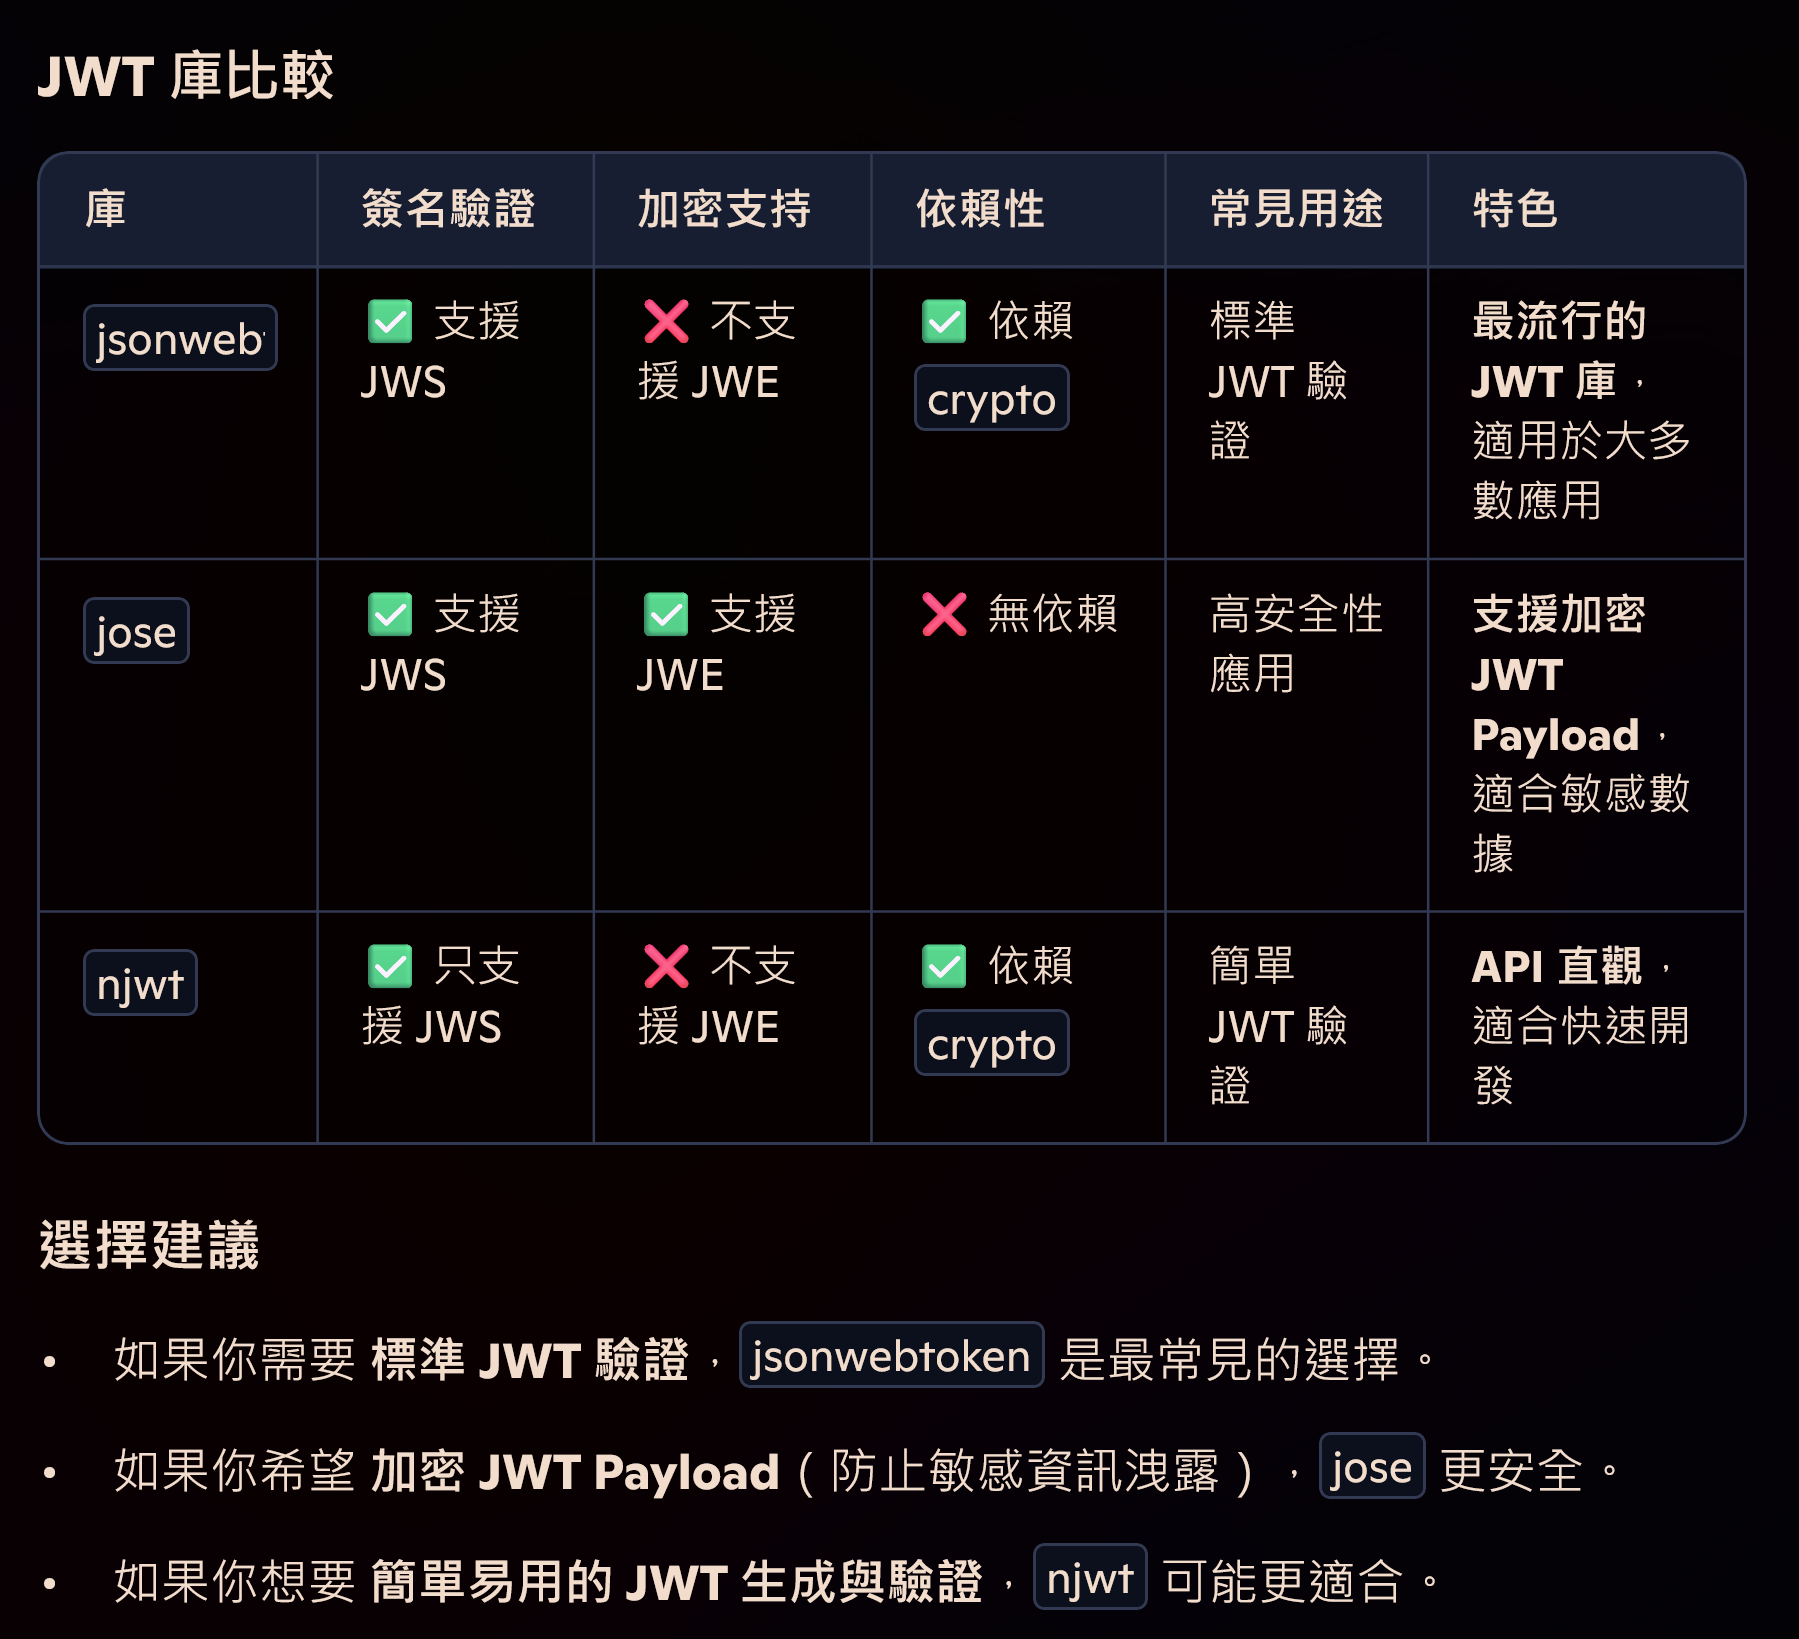 JWT 庫比較
庫 簽名驗證 加密支持 依賴性 常見用途 特色
jsonwebt ✅ 支援 ❌ 不支 ✅ 依賴 標準 最流行的
JWS 援 JWE crypto JWT 驗 JWT 庫，
證 適用於大多
數應用
jose ✅ 支援 ✅ 支援 ❌ 無依賴 高安全性 支援加密
JWS JWE 應用 JWT
Payload，
適合敏感數
據
njwt ✅ 只支 ❌ 不支 ✅ 依賴 簡單 API 直觀，
援 JWS 援 JWE crypto JWT 驗 適合快速開
證 發
選擇建議
• 如果你需要 標準 JWT 驗證，jsonwebtoken 是最常見的選擇。
• 如果你希望 加密 JWT Payload（防止敏感資訊洩露），jose 更安全。
• 如果你想要 簡單易用的 JWT 生成與驗證，njwt 可能更適合。